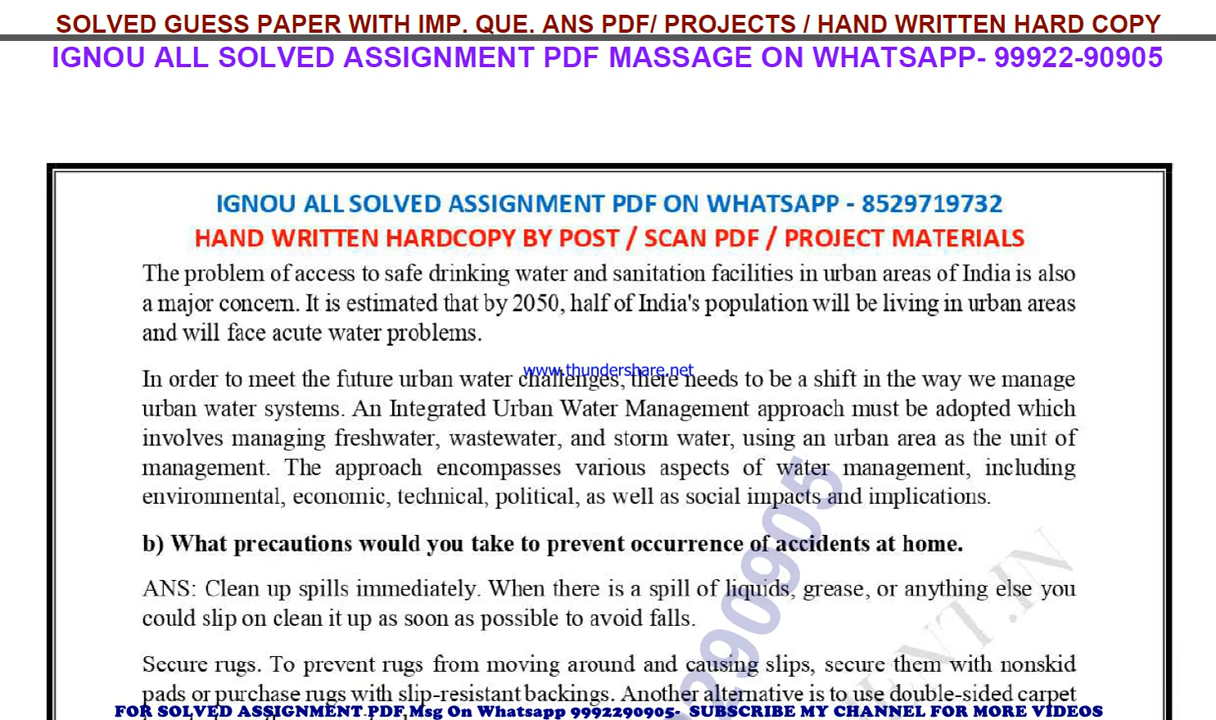 SOLVED GUESS PAPER WITH IMP. QUE. ANS PDF/ PROJECTS / HAND WRITTEN HARD COPY
IGNOU ALL SOLVED ASSIGNMENT PDF MASSAGE ON WHATSAPP- 99922-90905
IGNOU ALL SOLVED ASSIGNMENT PDF ON WHATSAPP - 8529719732
HAND WRITTEN HARDCOPY BY POST / SCAN PDF / PROJECT MATERIALS
The problem of access to safe drinking water and sanitation facilities in urban areas of India is also
a major concern. It is estimated that by 2050, half of India's population will be living in urban areas
and will face acute water problems.
www.thundershare.net
In order to meet the future urban water challenges, there needs to be a shift in the way we manage
urban water systems. An Integrated Urban Water Management approach must be adopted which
involves managing freshwater, wastewater, and storm water, using an urban area as the unit of
management. The approach encompasses various aspects of water management, including
environmental, economic, technical, political, as well as social impacts and implications.
b) What precautions would you take to prevent occurrence of accidents at home.
ANS: Clean up spills immediately. When there is a spill of liquids, grease, or anything else you
could slip on clean it up as soon as possible to avoid falls.
Secure rugs. To prevent rugs from moving around and causing slips, secure them with nonskid
pads or purchase rugs with slip-resistant backings. Another alternative is to use double-sided carpet
FOR SOLVED ASSIGNMENT PDF Msg On Whatsapp 9992290905- SUBSCRIBE MY CHANNEL FOR MORE VIDEOS